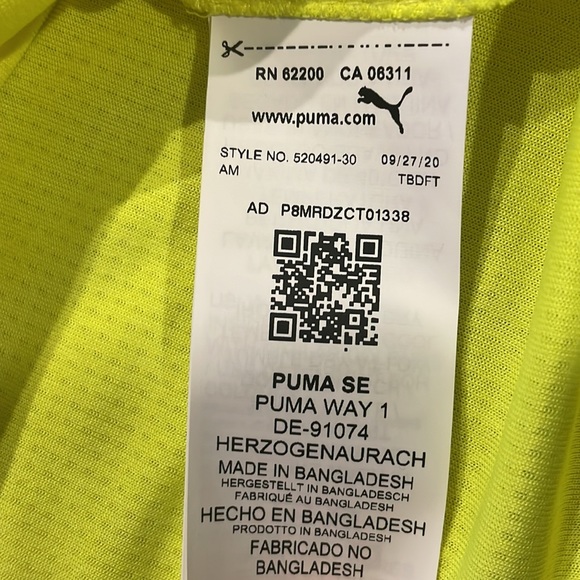 RN 62200 CA 06311
www.puma.com
STYLE NO. 520491-30 09/27/20
AM TBDFT
AD P8MRDZCT01338
PUMA SE
PUMA WAY 1
DE-91074
HERZOGENAURACH
MADE IN BANGLADESH
HERGESTELLT IN BANGLADESCH
FABRIQUÉ AU BANGLADESH
HECHO EN BANGLADESH
PRODOTTO IN BANGLADESH
FABRICADO NO
BANGLADESH